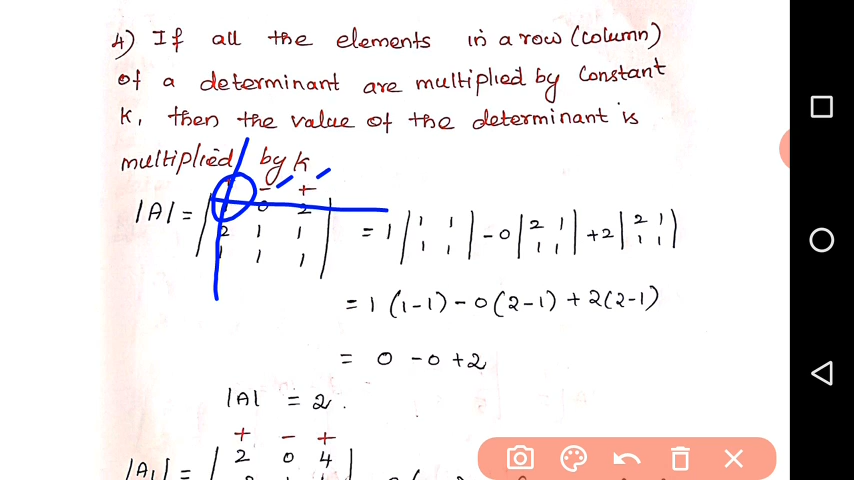 4) If all the elements in a row (column)
of a determinant are multiplied by Constant
k, then the value of the determinant is
multiplied by k
- +
|A| = | 0 2 | = 1 | 1 1 | - 0 | 2 1 | + 2 | 2 1 |
2 1 1 | 1 1 | | 1 1 | | 1 1 |
1 1 1
= 1 (1-1) - 0 (2-1) + 2(2-1)
= 0 - 0 + 2
|A| = 2.
+ - +
|A₁| = | 2 0 4 |